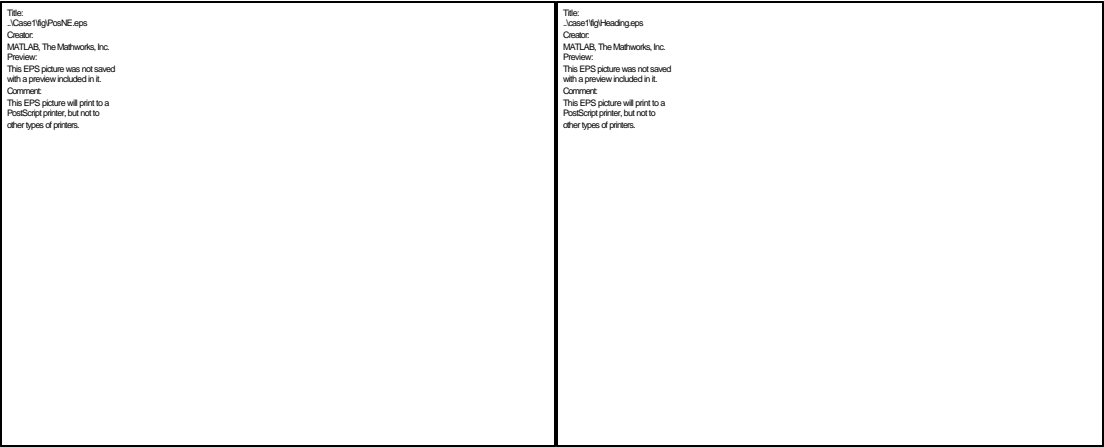 Title:
..\Case1\fig\PosNE.eps
Creator:
MATLAB, The Mathworks, Inc.
Preview:
This EPS picture was not saved
with a preview included in it.
Comment:
This EPS picture will print to a
PostScript printer, but not to
other types of printers.
Title:
..\case1\fig\Heading.eps
Creator:
MATLAB, The Mathworks, Inc.
Preview:
This EPS picture was not saved
with a preview included in it.
Comment:
This EPS picture will print to a
PostScript printer, but not to
other types of printers.